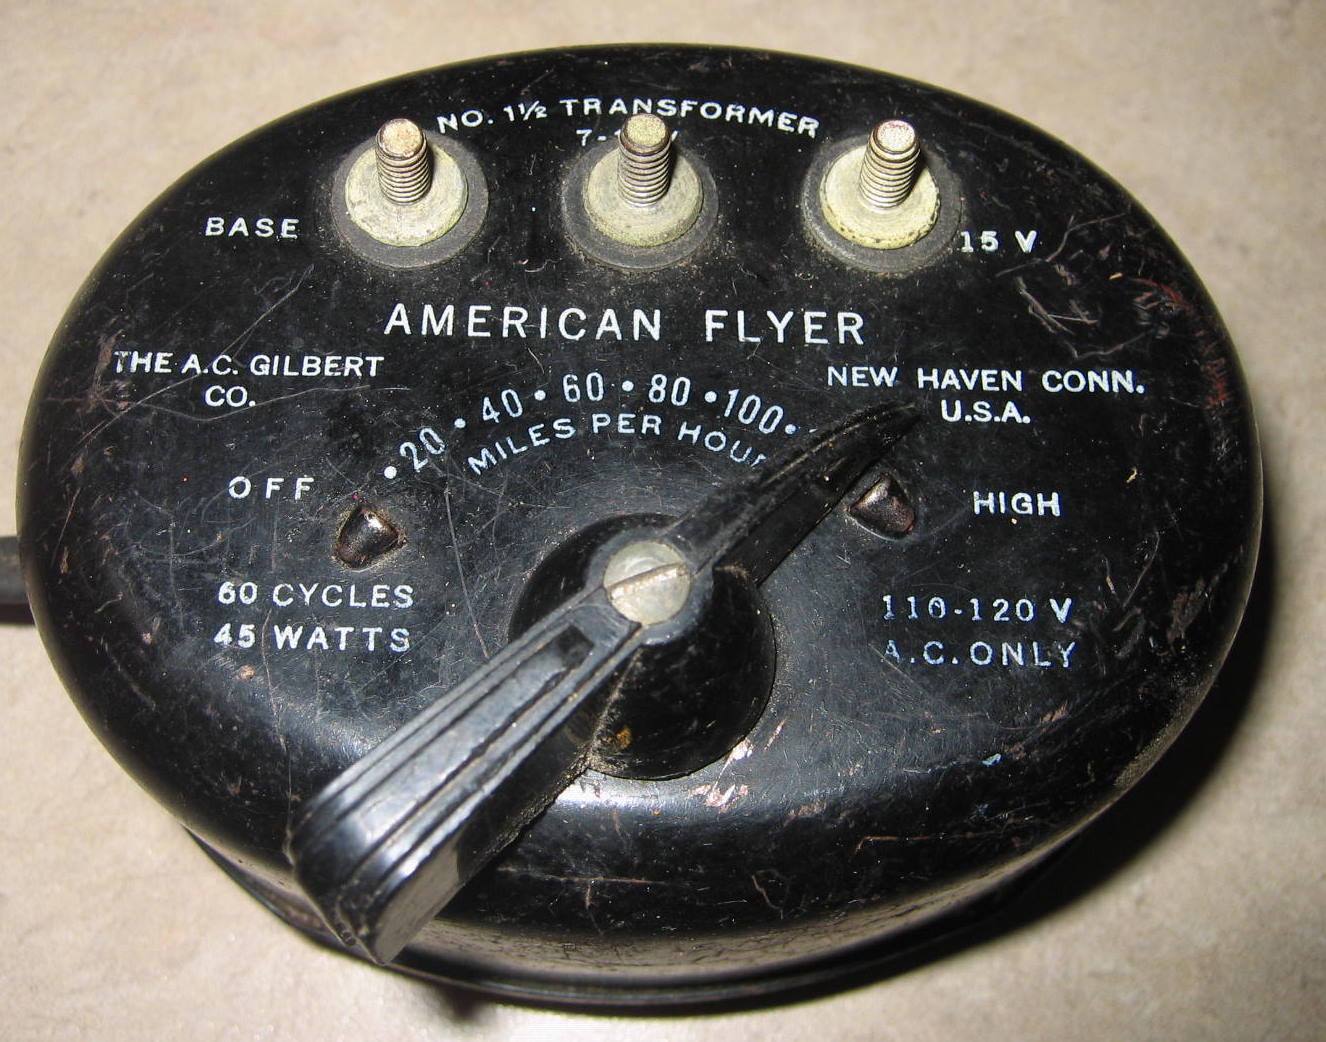 NO. 1½ TRANSFORMER
BASE
15 V
AMERICAN FLYER
THE A.C. GILBERT
CO.
NEW HAVEN CONN.
U.S.A.
•20•40•60•80•100•
MILES PER HOUR
OFF
HIGH
60 CYCLES
45 WATTS
110-120 V
A.C. ONLY